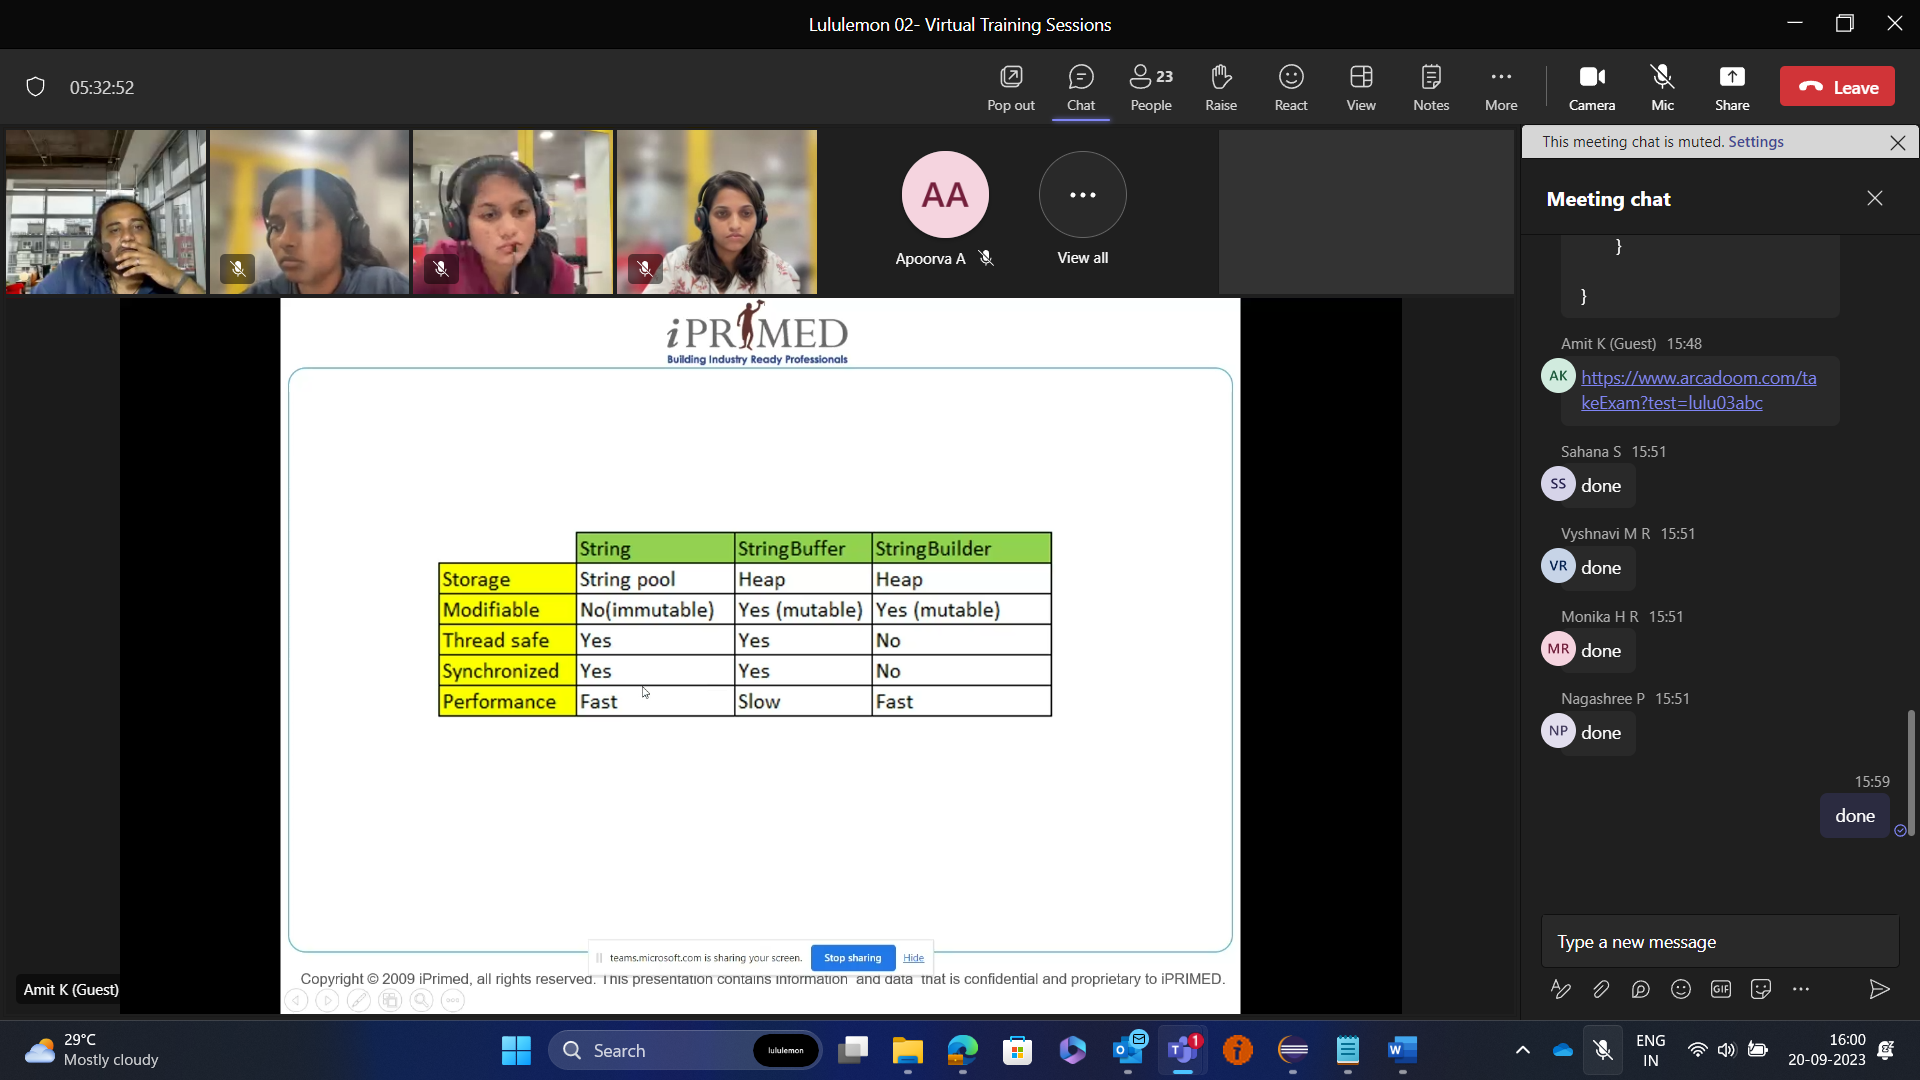 Lululemon 02- Virtual Training Sessions
05:32:52
Pop out
Chat
23
People
Raise
React
View
Notes
More
Camera
Mic
Share
Leave
AA
Apoorva A
View all
iPRIMED
Building Industry Ready Professionals
String StringBuffer StringBuilder
Storage String pool Heap Heap
Modifiable No(immutable) Yes (mutable) Yes (mutable)
Thread safe Yes Yes No
Synchronized Yes Yes No
Performance Fast Slow Fast
teams.microsoft.com is sharing your screen.
Stop sharing
Hide
Copyright © 2009 iPrimed, all rights reserved. This presentation contains information and data that is confidential and proprietary to iPRIMED.
Amit K (Guest)
This meeting chat is muted. Settings
Meeting chat
}
}
Amit K (Guest) 15:48
AK
https://www.arcadoom.com/ta
keExam?test=lulu03abc
Sahana S 15:51
SS
done
Vyshnavi M R 15:51
VR
done
Monika H R 15:51
MR
done
Nagashree P 15:51
NP
done
15:59
done
Type a new message
GIF
29°C
Mostly cloudy
Search
lululemon
1
ENG
IN
16:00
20-09-2023